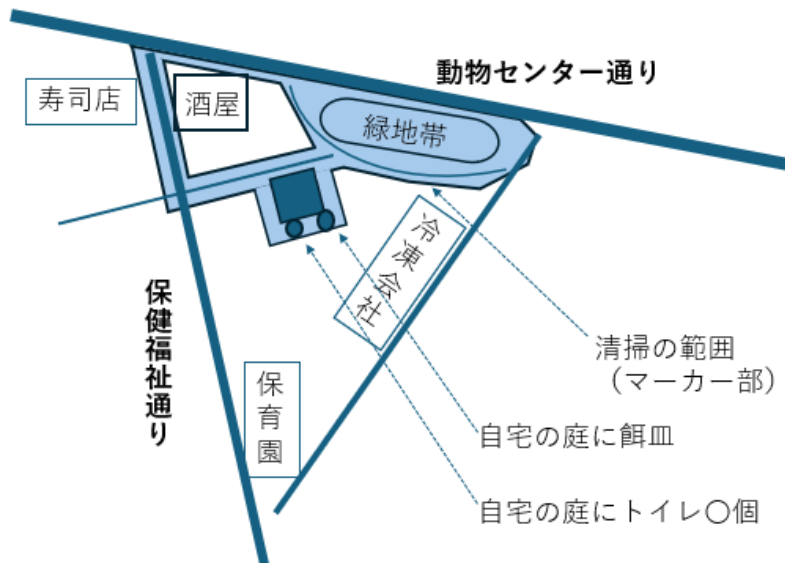 動物センター通り
寿司店
酒屋
緑地帯
冷凍会社
保健福祉通り
保育園
清掃の範囲
（マーカー部）
自宅の庭に餌皿
自宅の庭にトイレ〇個